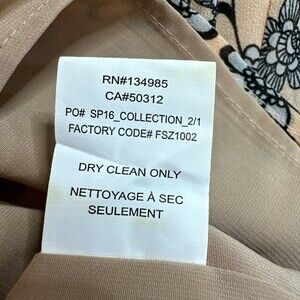 RN#134985
CA#50312
PO# SP16_COLLECTION_2/1
FACTORY CODE# FSZ1002
DRY CLEAN ONLY
NETTOYAGE À SEC
SEULEMENT